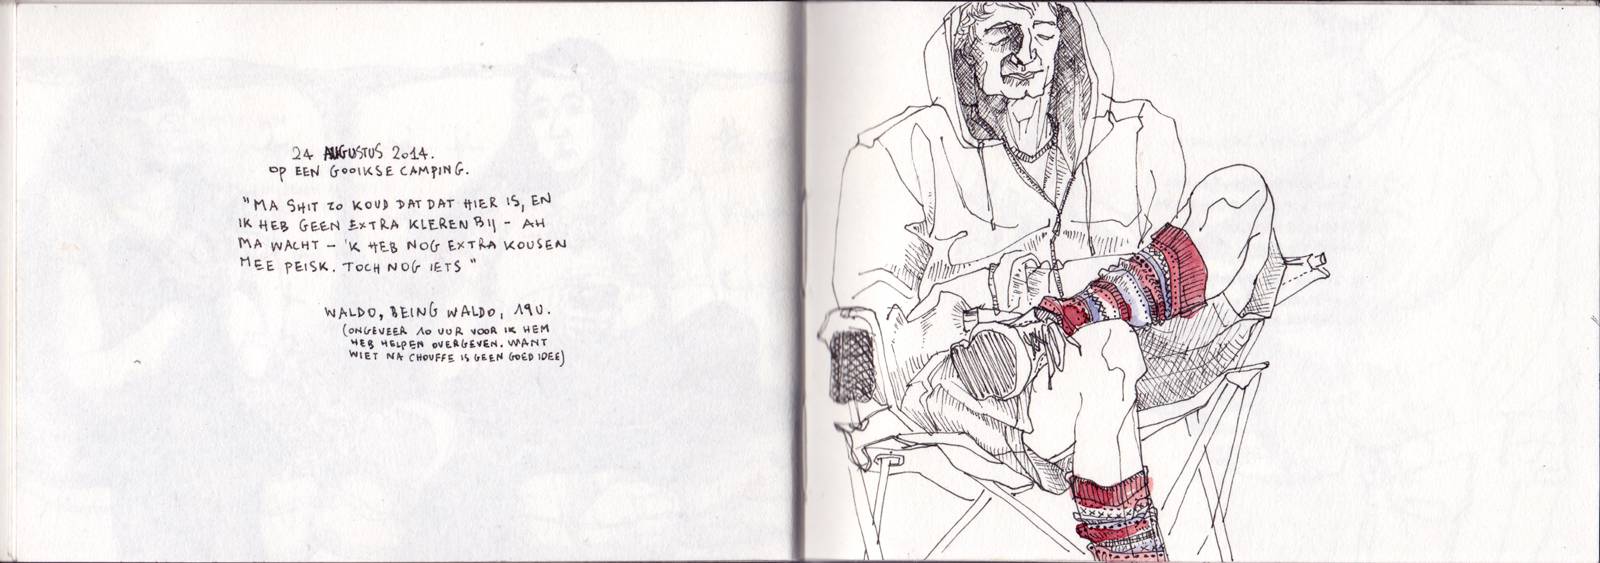 24 AUGUSTUS 2014.
OP EEN GOOIKSE CAMPING.
"MA SHIT ZO KOUD DAT DAT HIER IS, EN
IK HEB GEEN EXTRA KLEREN BIJ - AH
MA WACHT - 'K HEB NOG EXTRA KOUSEN
MEE PEISK. TOCH NOG IETS"
WALDO, BEING WALDO, 19U.
(ONGEVEER 10 UUR VOOR IK HEM
HEB HELPEN OVERGEVEN. WANT
WIET NA CHOUFFE IS GEEN GOED IDEE)